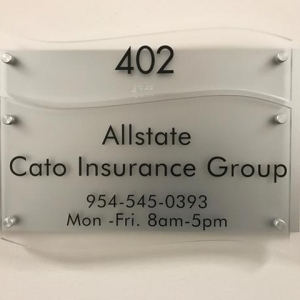 402
Allstate
Cato Insurance Group
954-545-0393
Mon -Fri. 8am-5pm